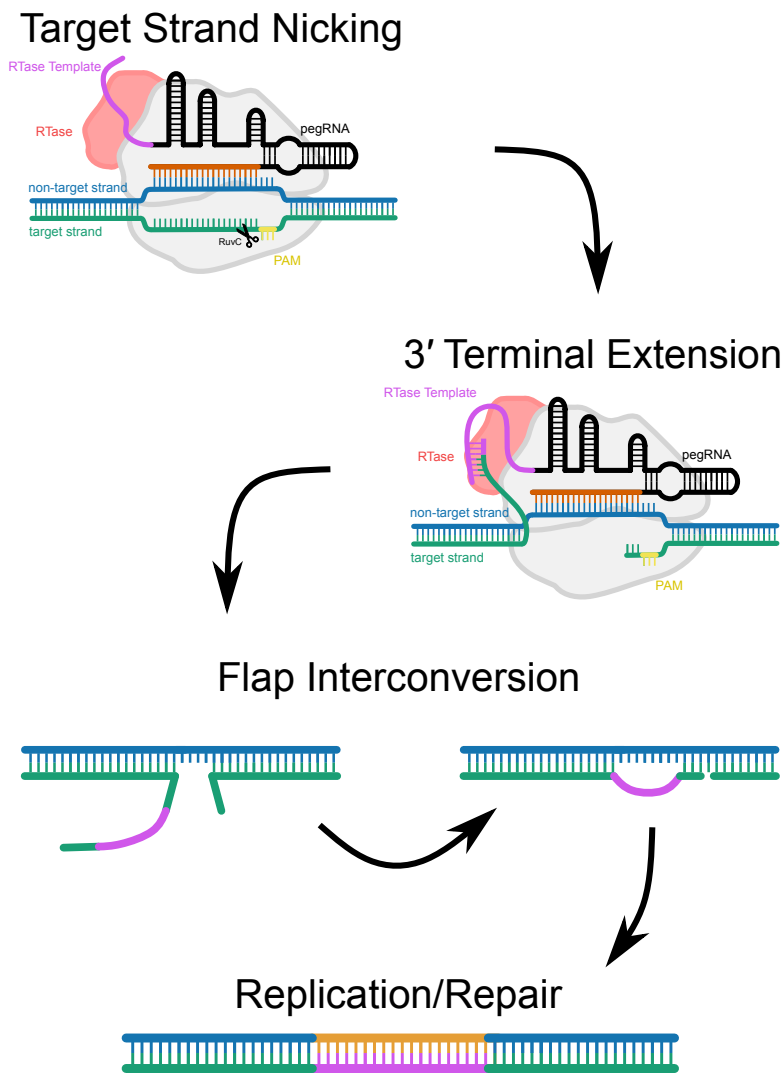 Target Strand Nicking
RTase Template
RTase
pegRNA
non-target strand
target strand
RuvC
PAM
3′ Terminal Extension
RTase Template
RTase
pegRNA
non-target strand
target strand
PAM
Flap Interconversion
Replication/Repair